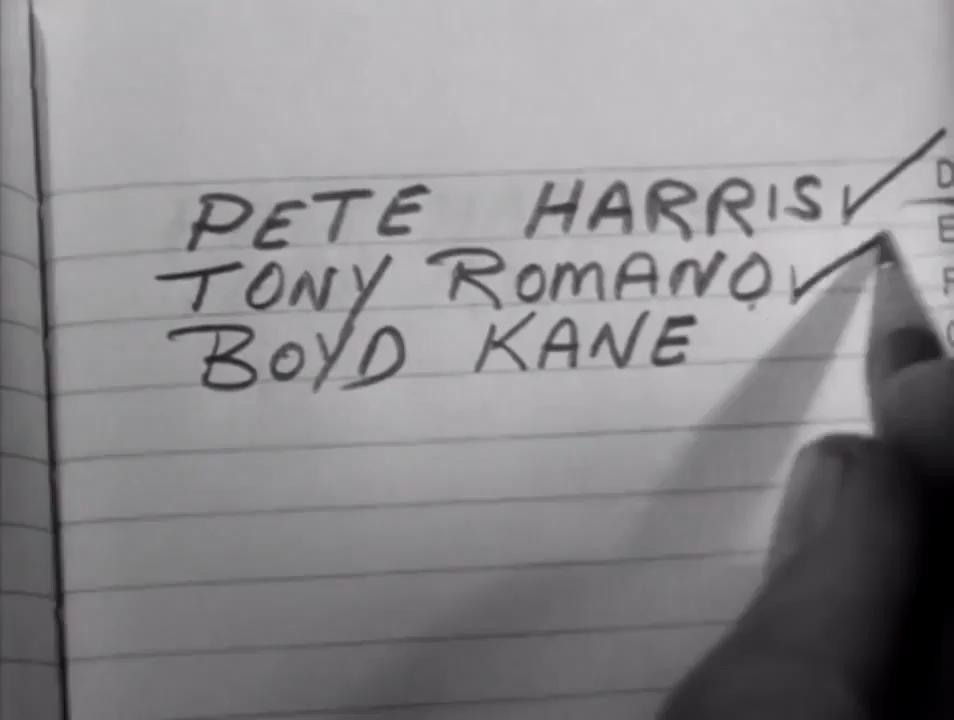 PETE HARRIS ✓
TONY ROMANO ✓
BOYD KANE
D
E
F